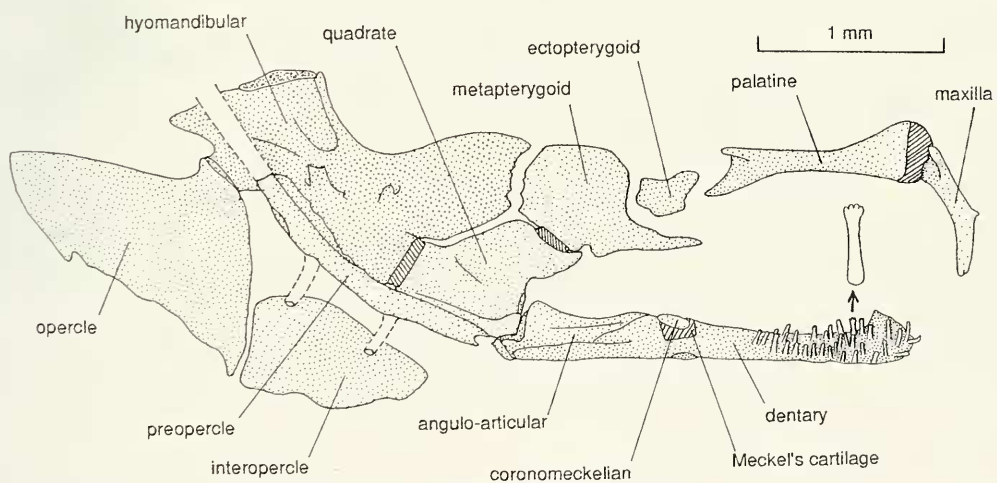 hyomandibular
quadrate
ectopterygoid
1 mm
metapterygoid
palatine
maxilla
opercle
preopercle
interopercle
angulo-articular
coronomeckelian
Meckel's cartilage
dentary